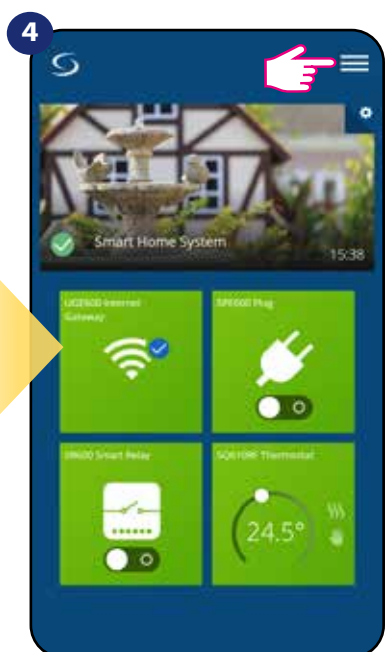 4
Smart Home System
15:38
UGE600 Internet
Gateway
SPE600 Plug
SR600 Smart Relay
SQ610RF Thermostat
24.5°